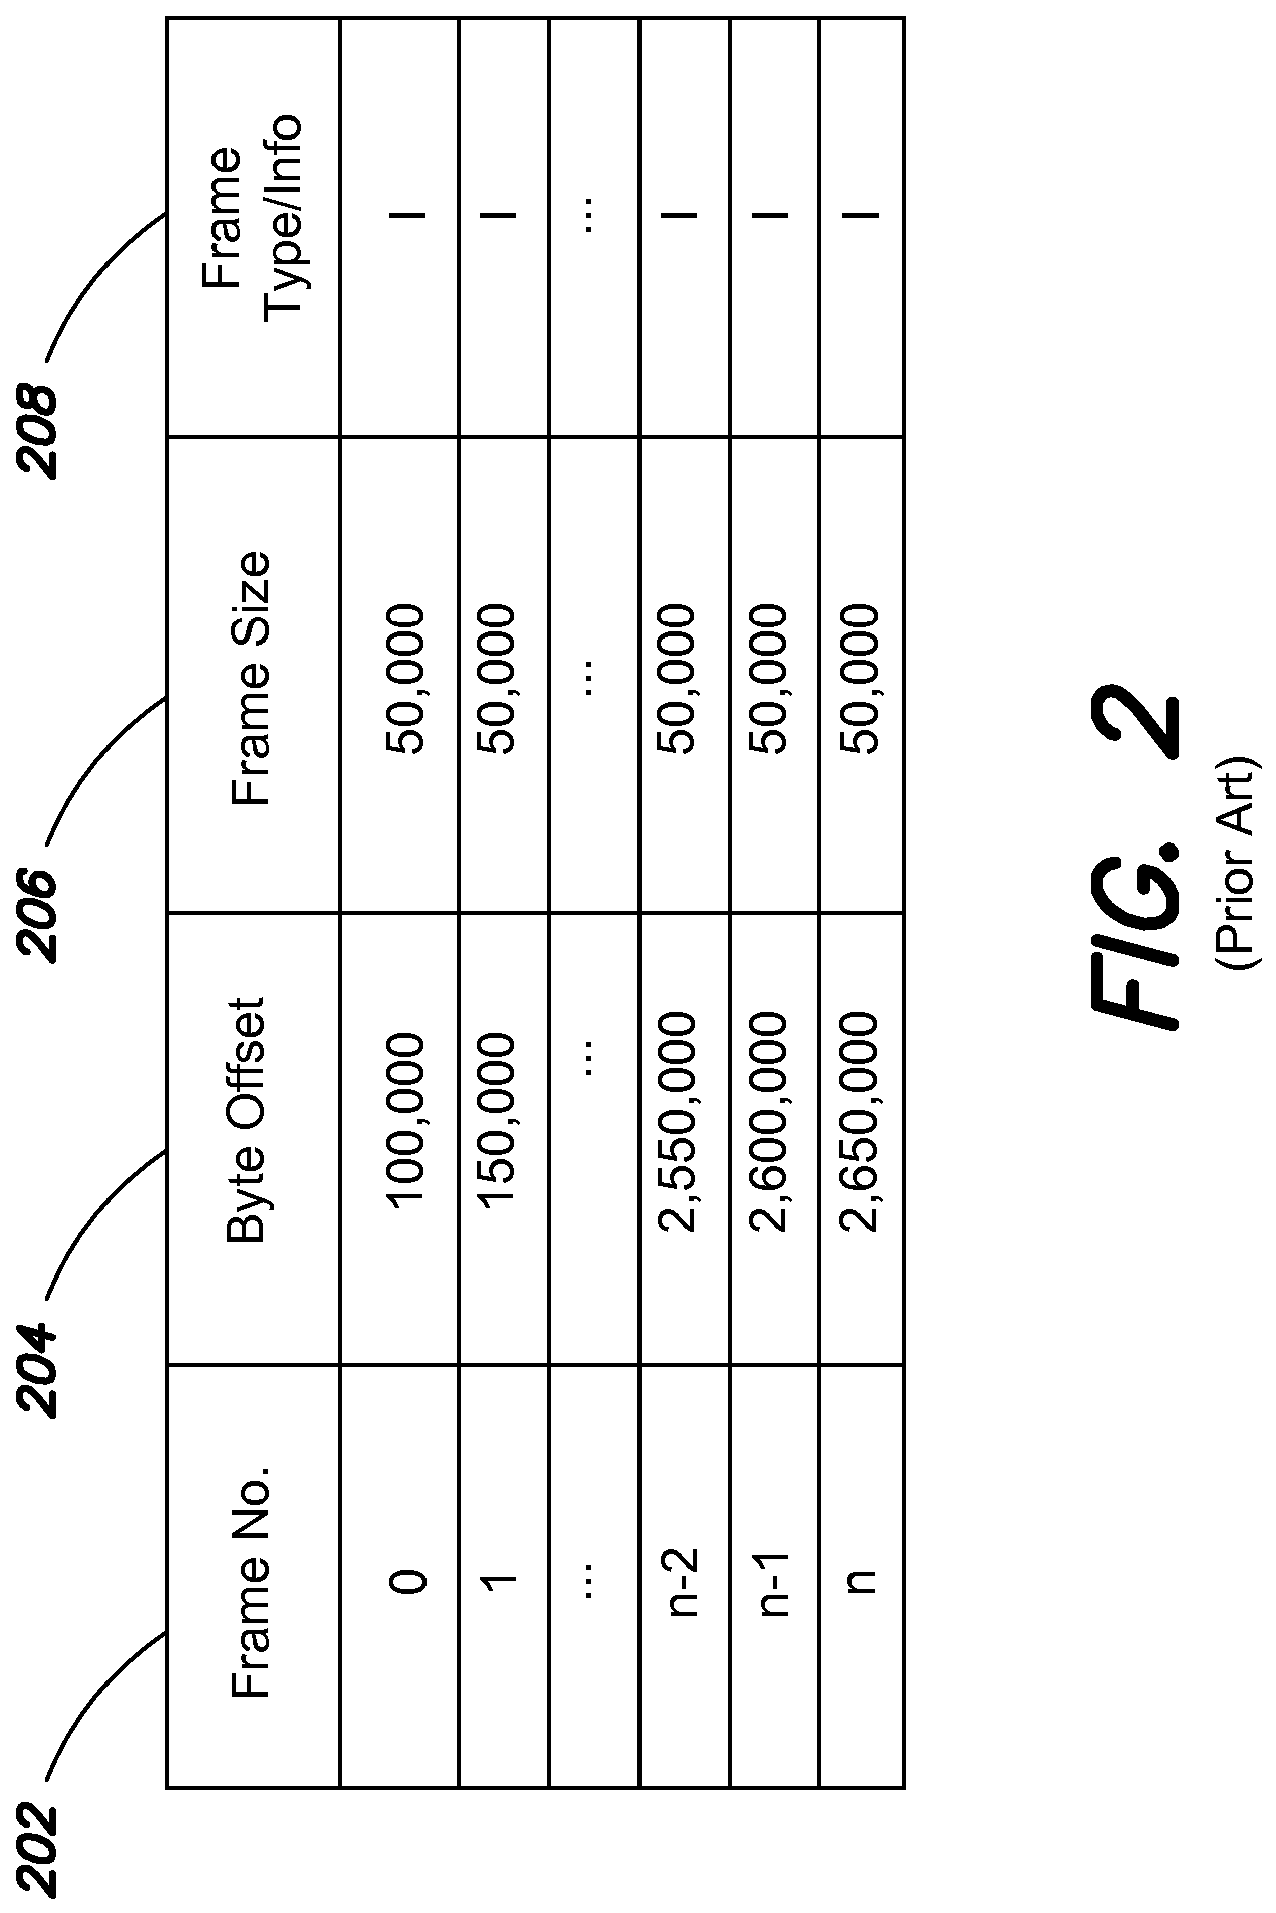 202 204 206 208
Frame No. Byte Offset Frame Size Frame
Type/Info
0 100,000 50,000 I
1 150,000 50,000 I
... ... ... ...
n-2 2,550,000 50,000 I
n-1 2,600,000 50,000 I
n 2,650,000 50,000 I
FIG. 2
(Prior Art)